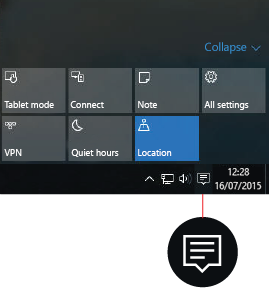 Collapse
Tablet mode
Connect
Note
All settings
VPN
Quiet hours
Location
12:28
16/07/2015